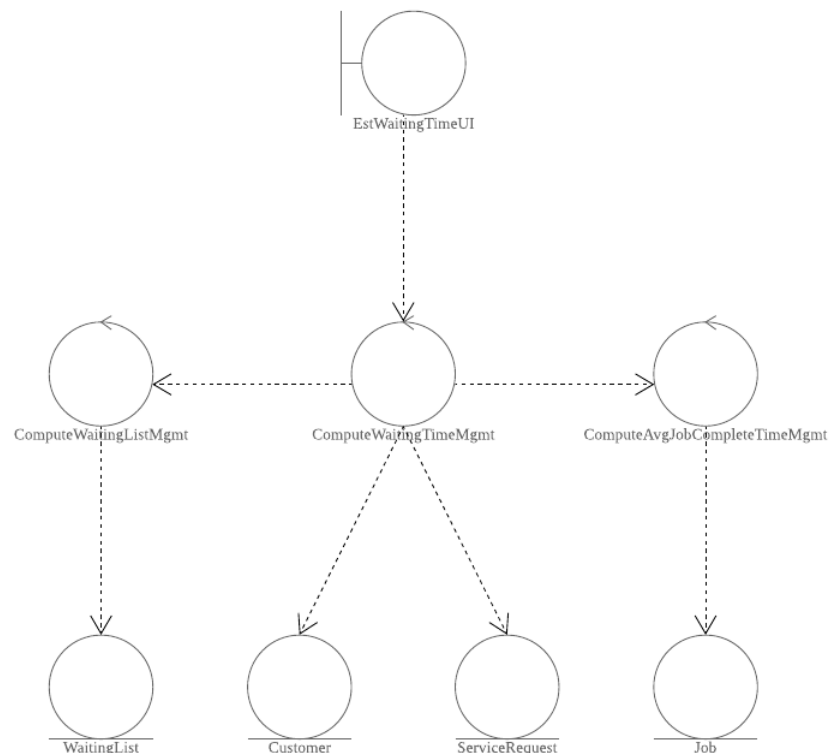 EstWaitingTimeUI
ComputeWaitingListMgmt
ComputeWaitingTimeMgmt
ComputeAvgJobCompleteTimeMgmt
WaitingList
Customer
ServiceRequest
Job